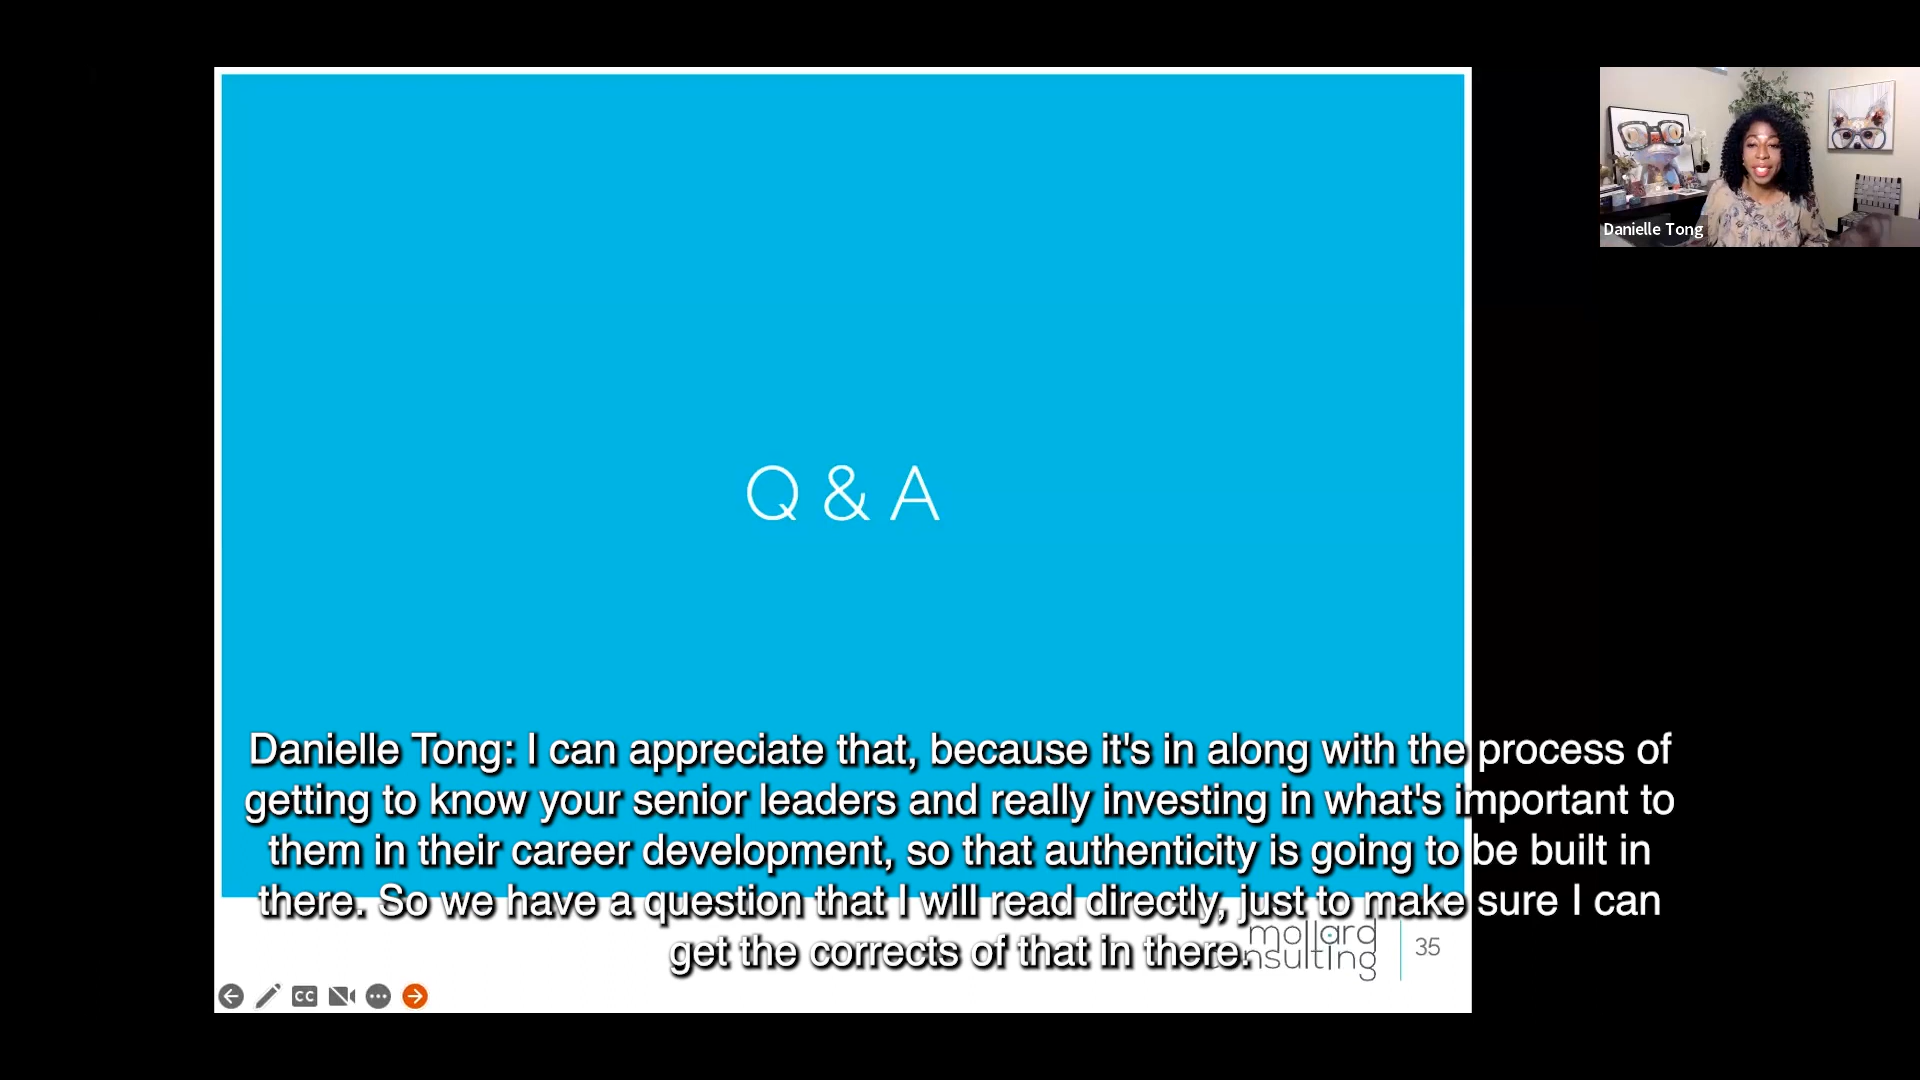 Danielle Tong
Q & A
Danielle Tong: I can appreciate that, because it's in along with the process of
getting to know your senior leaders and really investing in what's important to
them in their career development, so that authenticity is going to be built in
there. So we have a question that I will read directly, just to make sure I can
get the corrects of that in there.
mollard
nsulting
35
CC